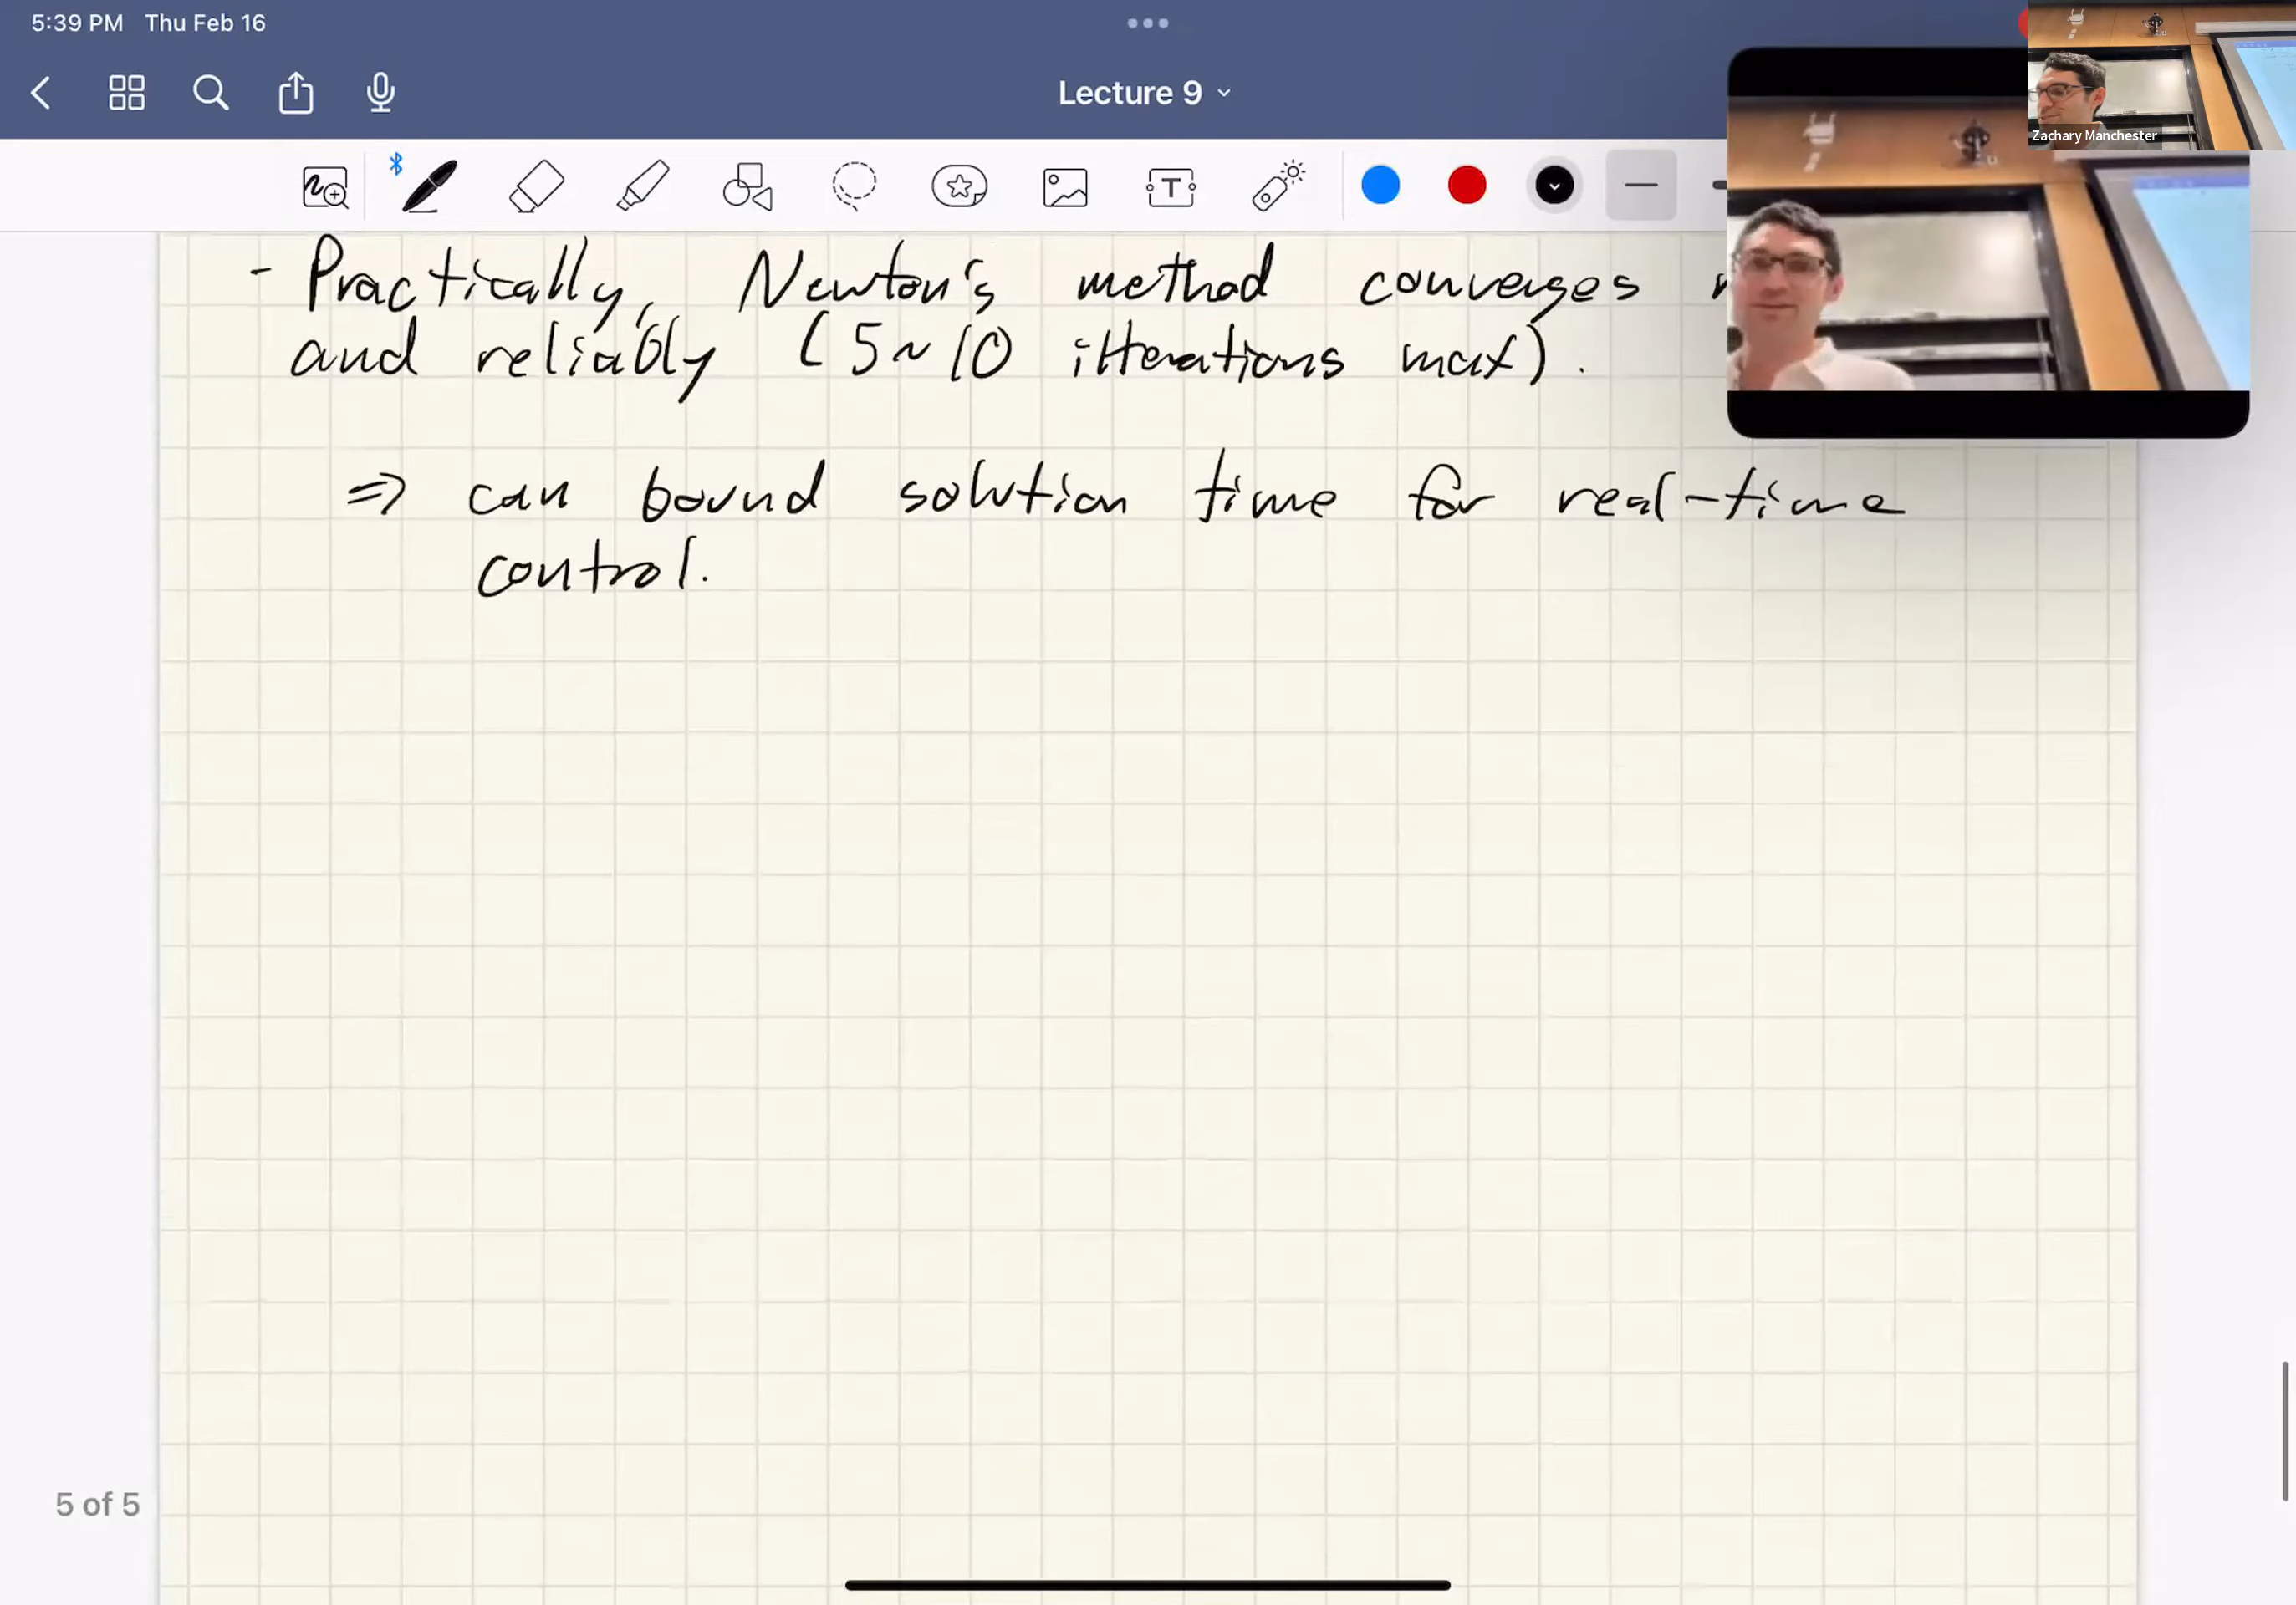 5:39 PM Thu Feb 16
Lecture 9
Zachary Manchester
- Practically, Newton's method converges
and reliably (5~10 itterations max).
⇒ can bound solution time for real-time
control.
5 of 5